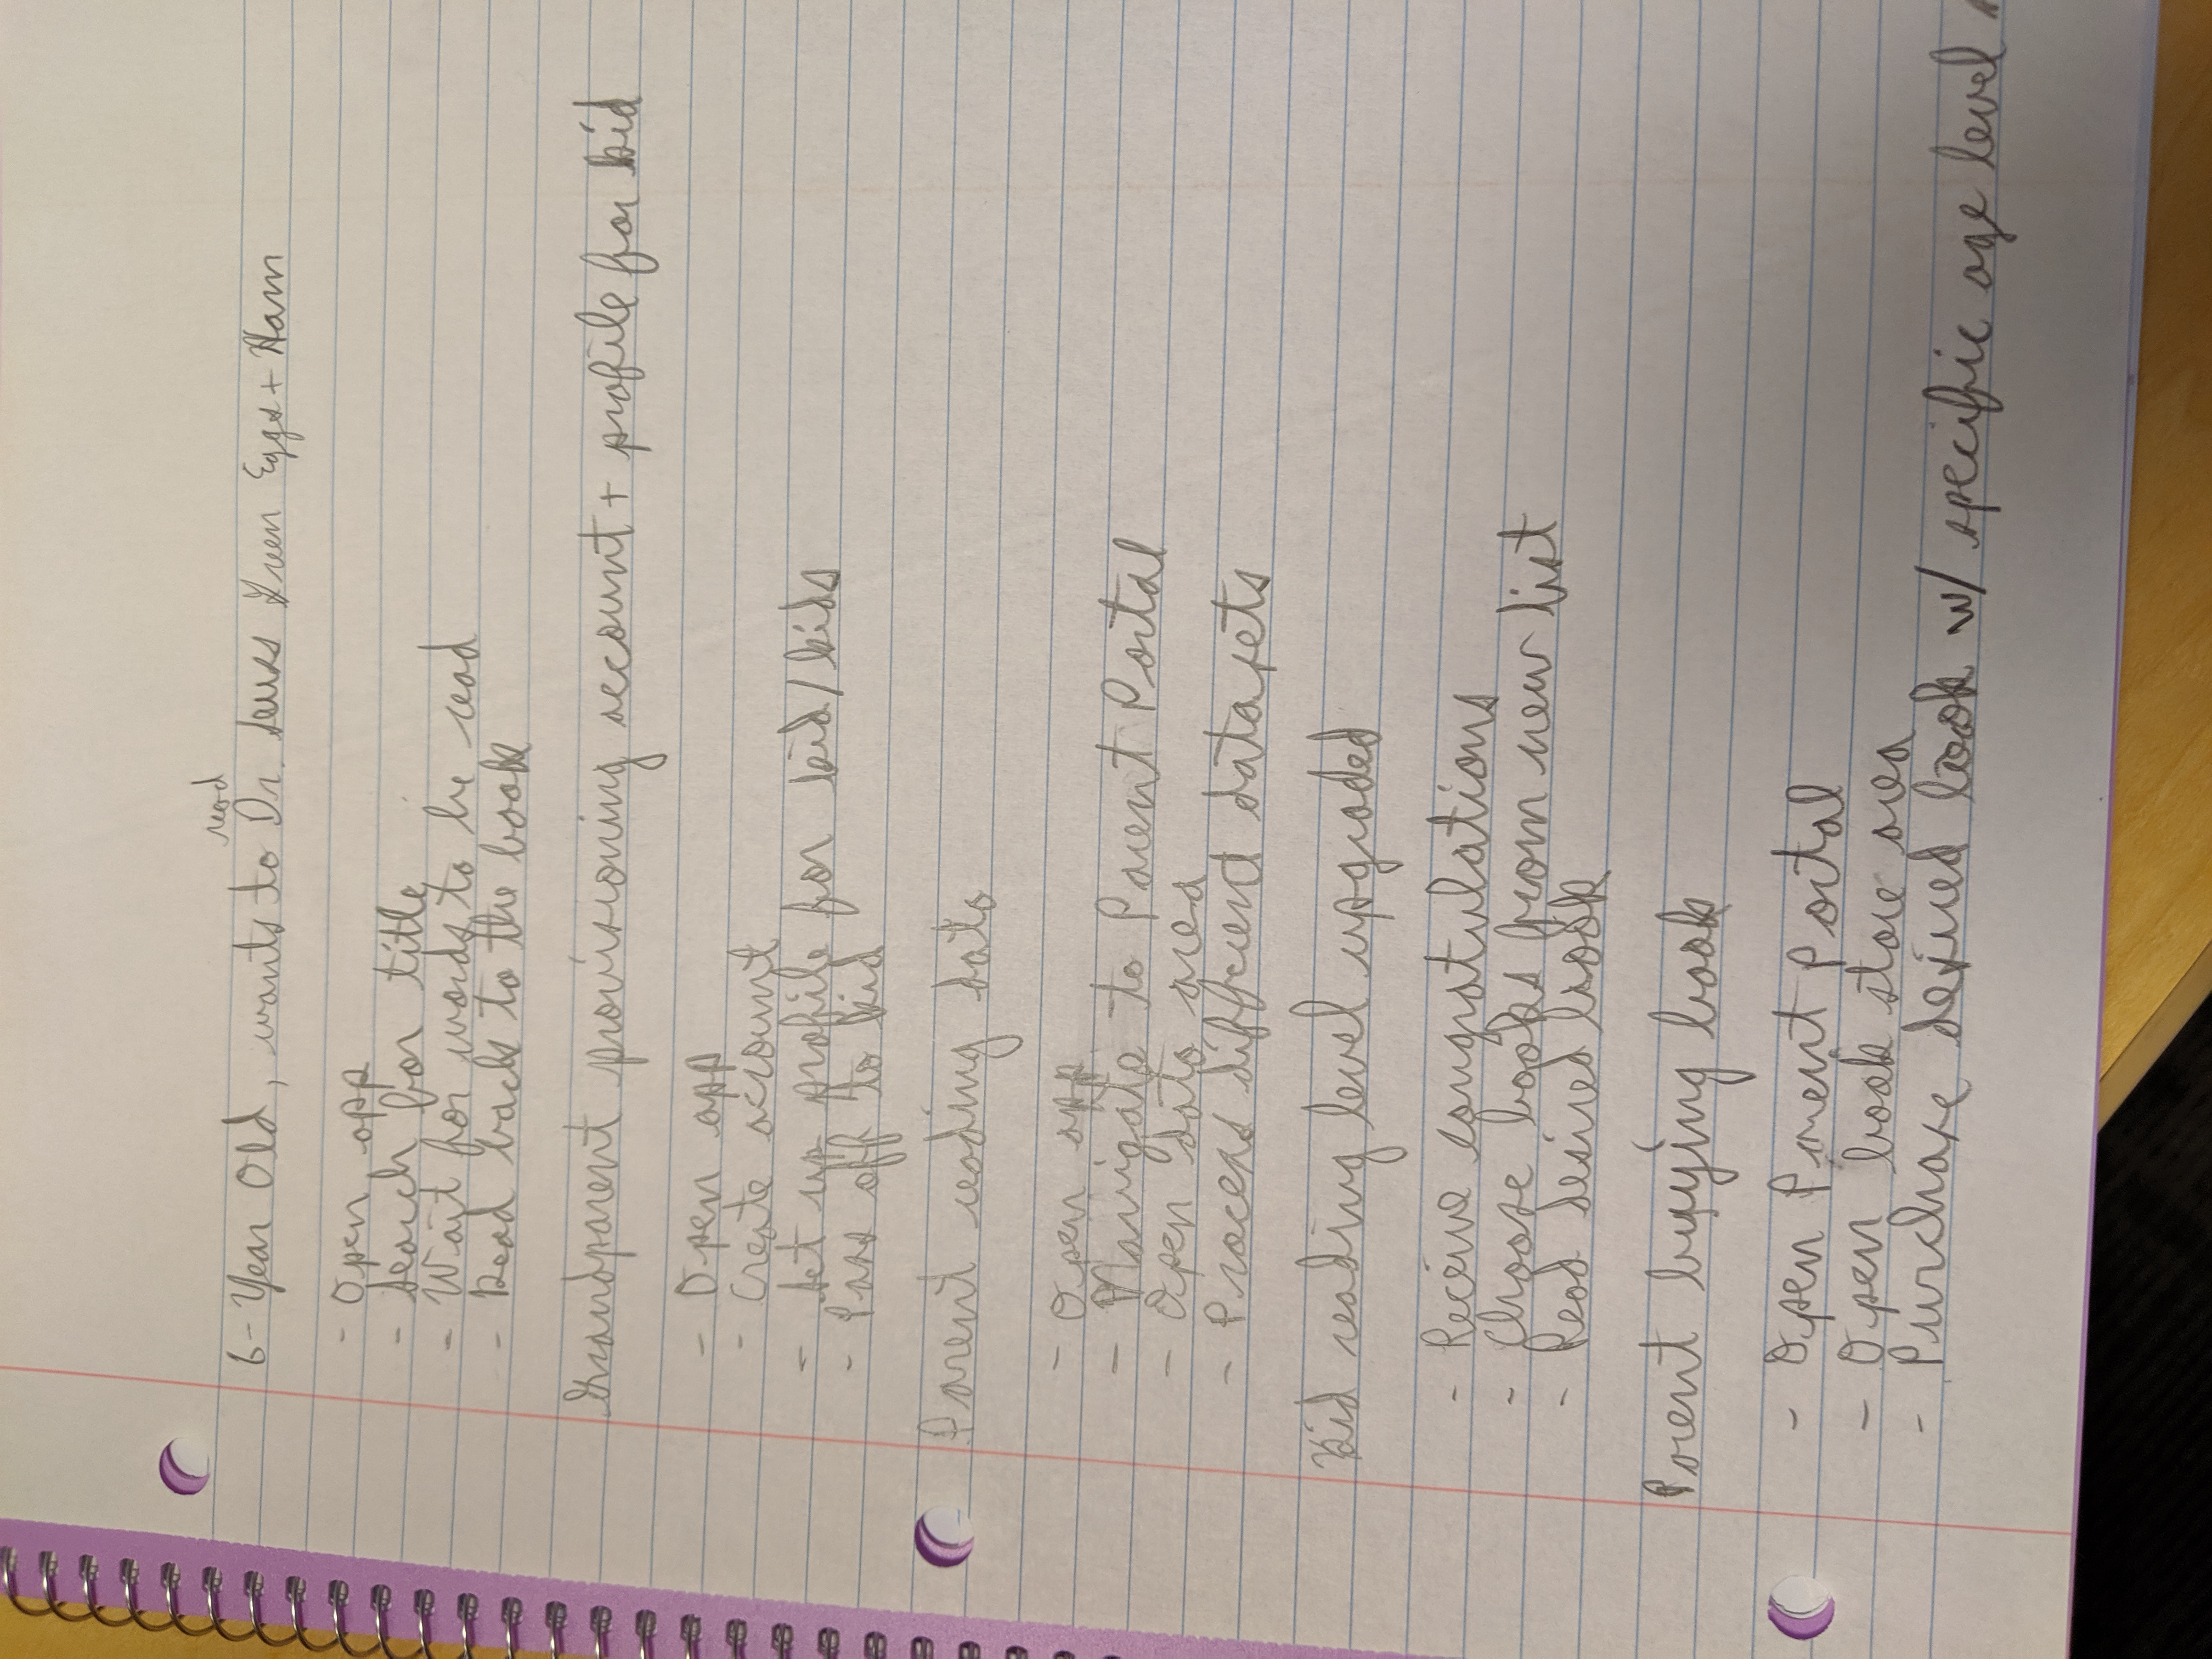 6-Year Old, wants to read Dr. Seuss Green Eggs + Ham
- Open app
- Search for title
- Wait for words to be read
- Read back to the book
Grandparent provisioning account + profile for kid
- Open app
- Create account
- Set up profile for kid/kids
- Pass off to kid
Parent reading data
- Open app
- Navigate to Parent Portal
- Open data area
- Process different datasets
Kid reading level upgraded
- Receive congratulations
- Choose books from new list
- Read desired book
Parent buying book
- Open Parent Portal
- Open book store area
- Purchase desired book w/ specific age level